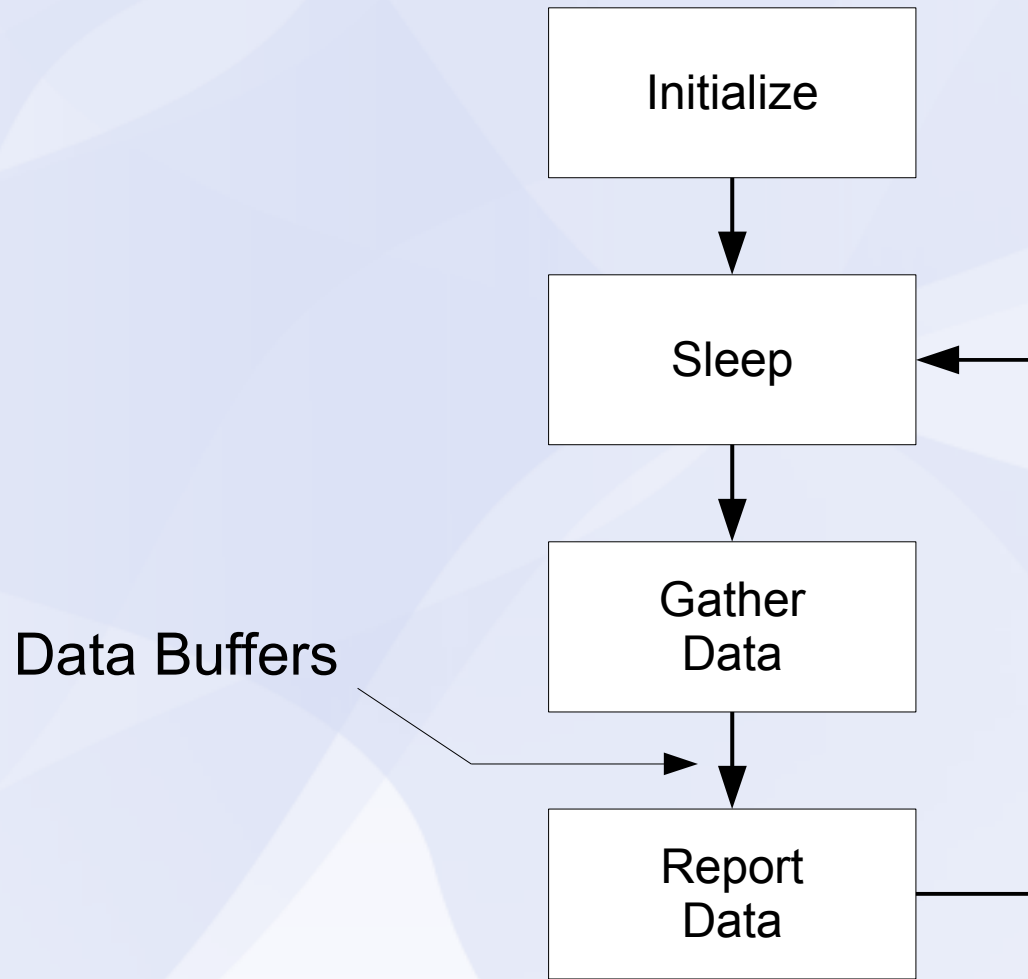 Initialize
Sleep
Gather
Data
Data Buffers
Report
Data